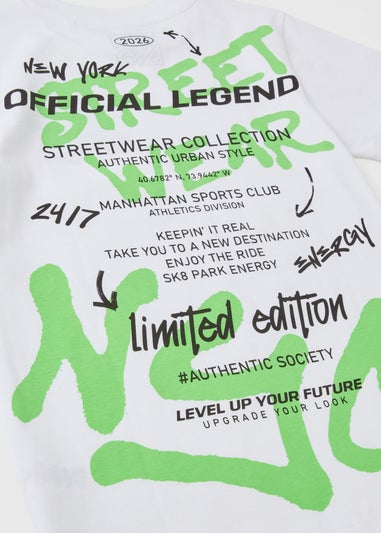 2026
NEW YORK
STREET
OFFICIAL LEGEND
STREETWEAR COLLECTION
AUTHENTIC URBAN STYLE
WEAR
40.6782° N, 73.9442° W
MANHATTAN SPORTS CLUB
24/7
ATHLETICS DIVISION
KEEPIN' IT REAL
TAKE YOU TO A NEW DESTINATION
ENJOY THE RIDE
ENERGY
SK8 PARK ENERGY
limited edition
NYC
#AUTHENTIC SOCIETY
LEVEL UP YOUR FUTURE
UPGRADE YOUR LOOK